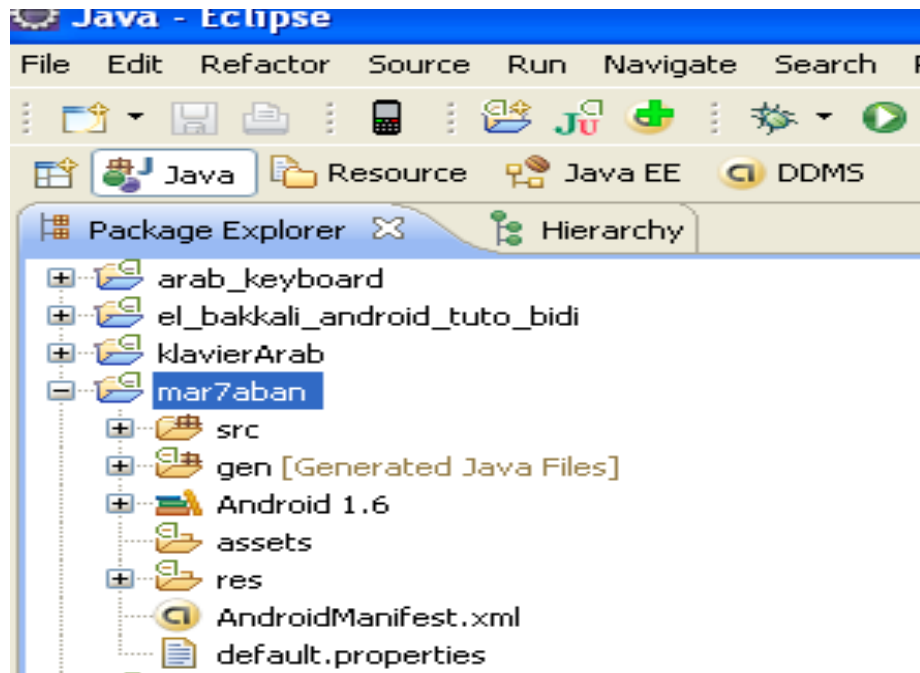 Java - Eclipse
File Edit Refactor Source Run Navigate Search
Java Resource Java EE DDMS
Package Explorer Hierarchy
arab_keyboard
el_bakkali_android_tuto_bidi
klavierArab
mar7aban
src
gen [Generated Java Files]
Android 1.6
assets
res
AndroidManifest.xml
default.properties